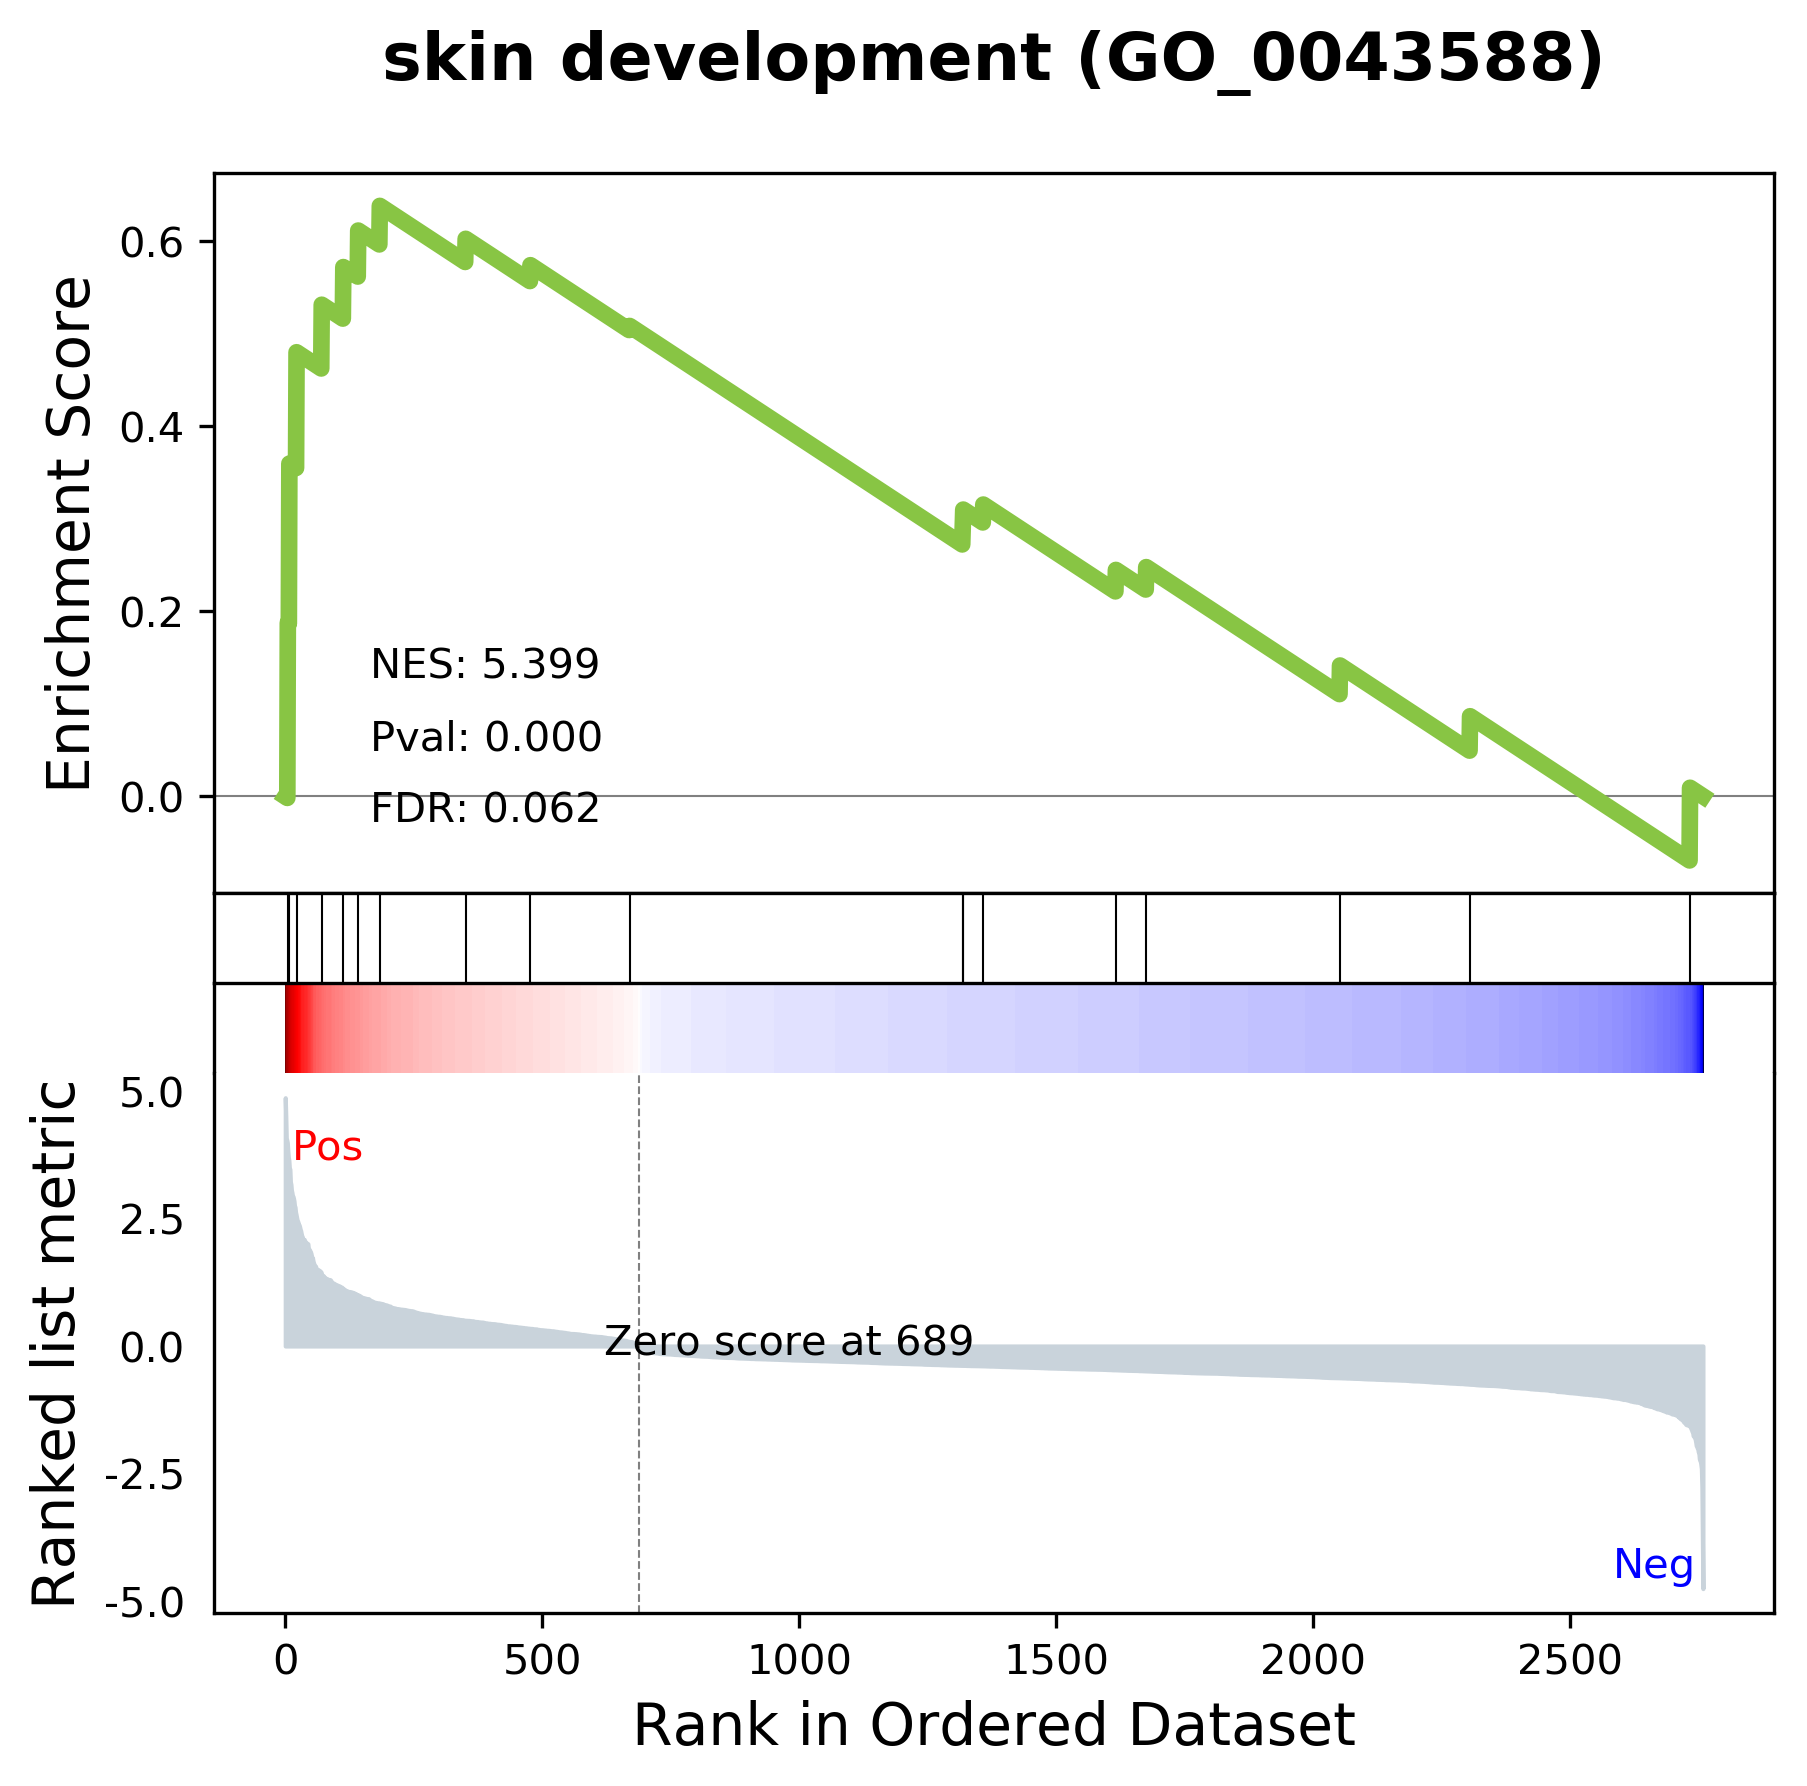 skin development (GO_0043588)
Enrichment Score
0.6
0.4
0.2
0.0
NES: 5.399
Pval: 0.000
FDR: 0.062
Ranked list metric
5.0
2.5
0.0
-2.5
-5.0
Pos
Zero score at 689
Neg
0 500 1000 1500 2000 2500
Rank in Ordered Dataset